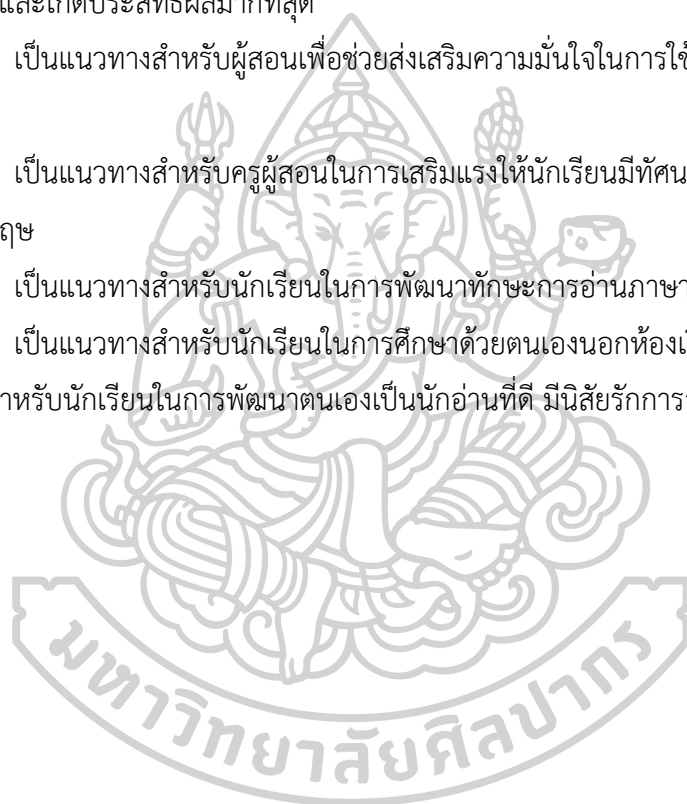 และเกิดประสิทธิผลมากที่สุด
เป็นแนวทางสำหรับผู้สอนเพื่อช่วยส่งเสริมความมั่นใจในการใช้
เป็นแนวทางสำหรับครูผู้สอนในการเสริมแรงให้นักเรียนมีทัศน
ฤษ
เป็นแนวทางสำหรับนักเรียนในการพัฒนาทักษะการอ่านภาษา
เป็นแนวทางสำหรับนักเรียนในการศึกษาด้วยตนเองนอกห้องเ
าหรับนักเรียนในการพัฒนาตนเองเป็นนักอ่านที่ดี มีนิสัยรักการ
มหาวิทยาลัยศิลปากร